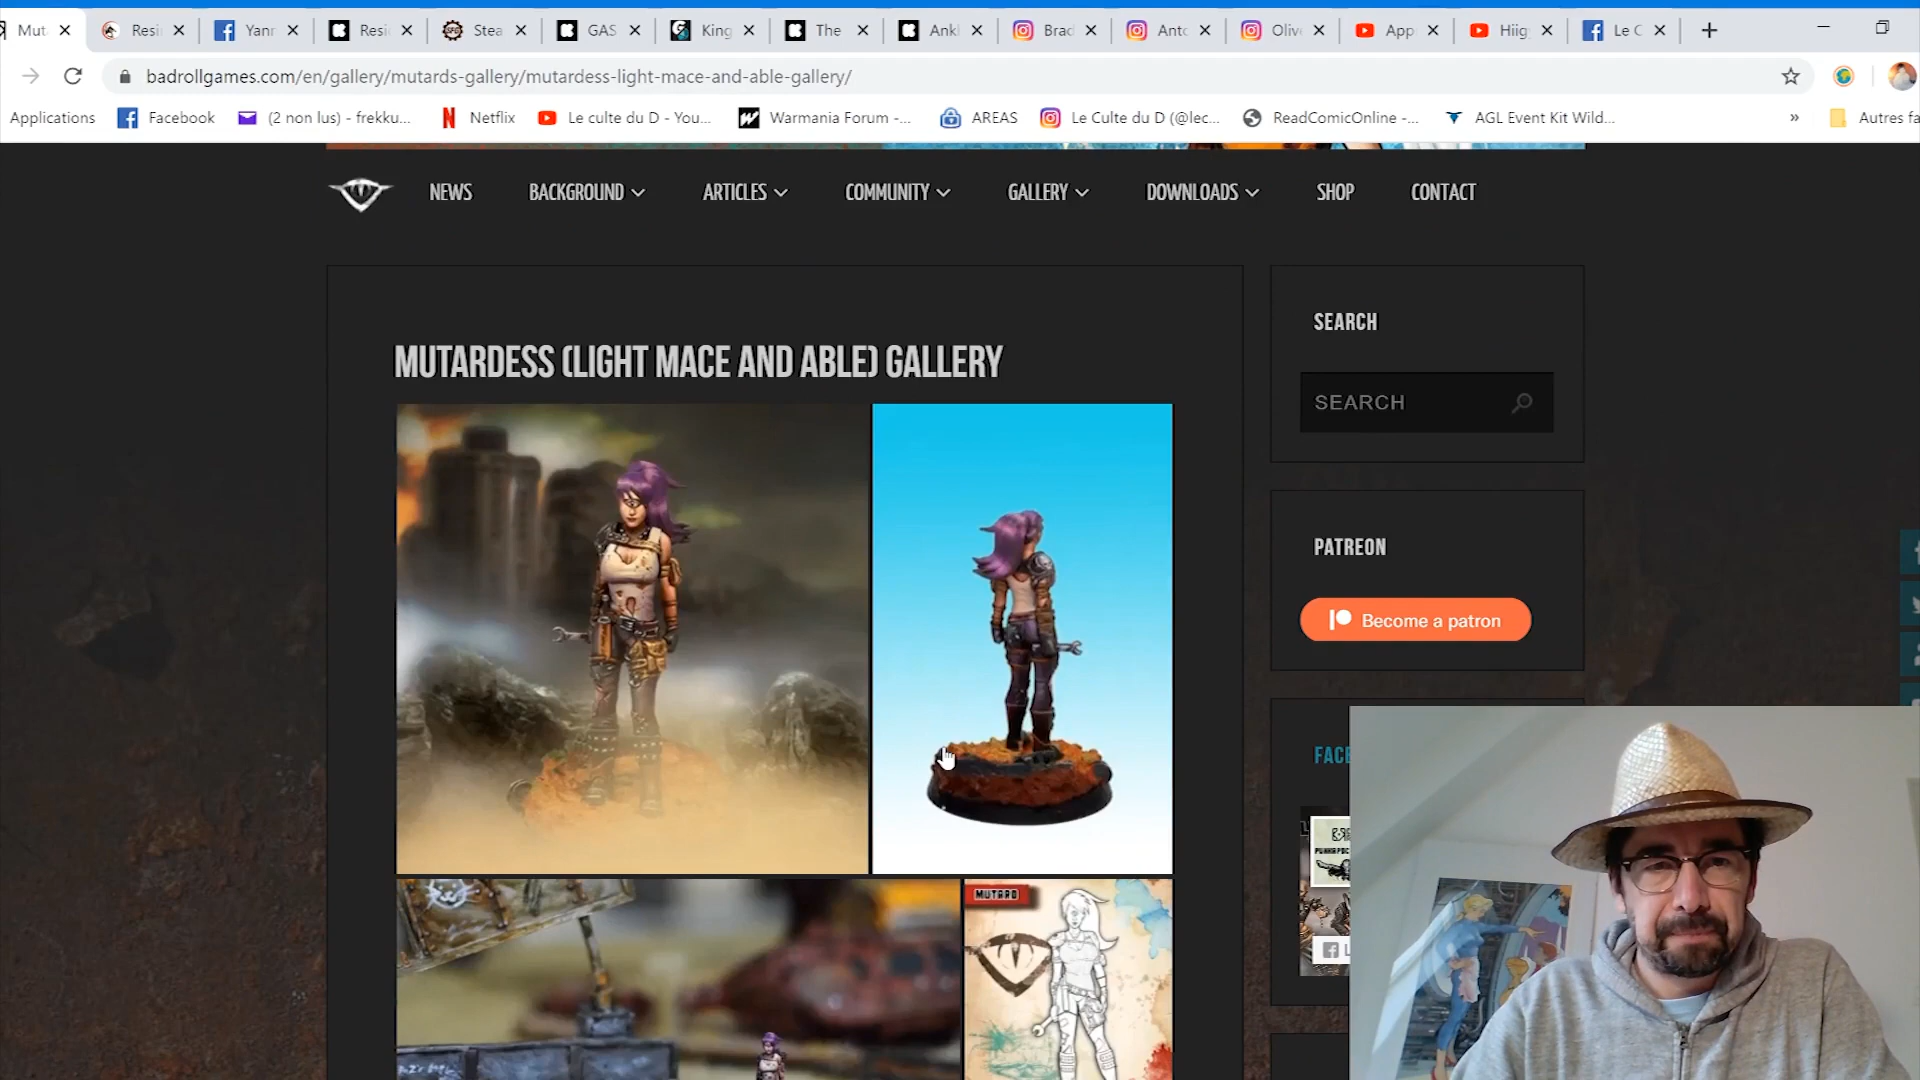 Mut
Resi
Yanr
Resi
Stea
GAS
King
The
Ankl
Brad
Antc
Olive
App
Hiig
Le C
badrollgames.com/en/gallery/mutards-gallery/mutardess-light-mace-and-able-gallery/
Applications
Facebook
(2 non lus) - frekku...
Netflix
Le culte du D - You...
Warmania Forum -...
AREAS
Le Culte du D (@lec...
ReadComicOnline -...
AGL Event Kit Wild...
»
Autres fa
NEWS
BACKGROUND
ARTICLES
COMMUNITY
GALLERY
DOWNLOADS
SHOP
CONTACT
MUTARDESS (LIGHT MACE AND ABLE) GALLERY
SEARCH
SEARCH
PATREON
Become a patron
FACE
MUTARD
L